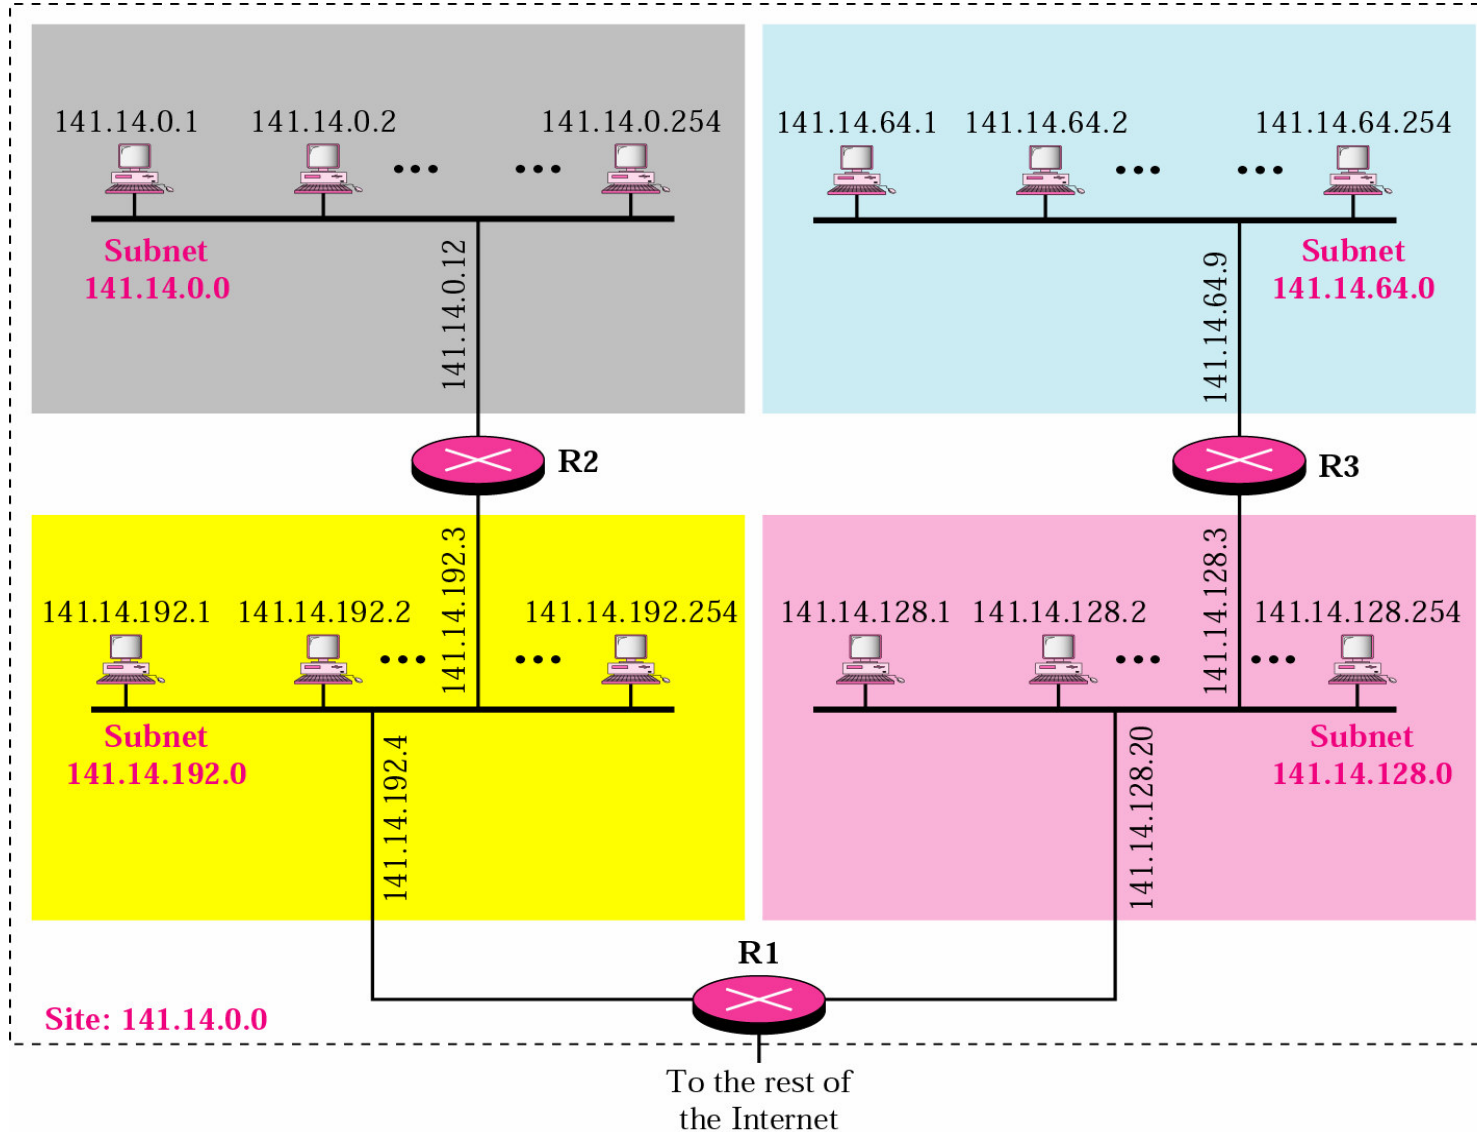 141.14.0.1
141.14.0.2
141.14.0.254
Subnet
141.14.0.0
141.14.0.12
141.14.64.1
141.14.64.2
141.14.64.254
Subnet
141.14.64.0
141.14.64.9
R2
R3
141.14.192.1
141.14.192.2
141.14.192.3
141.14.192.254
Subnet
141.14.192.0
141.14.192.4
141.14.128.1
141.14.128.2
141.14.128.3
141.14.128.254
Subnet
141.14.128.0
141.14.128.20
R1
Site: 141.14.0.0
To the rest of
the Internet